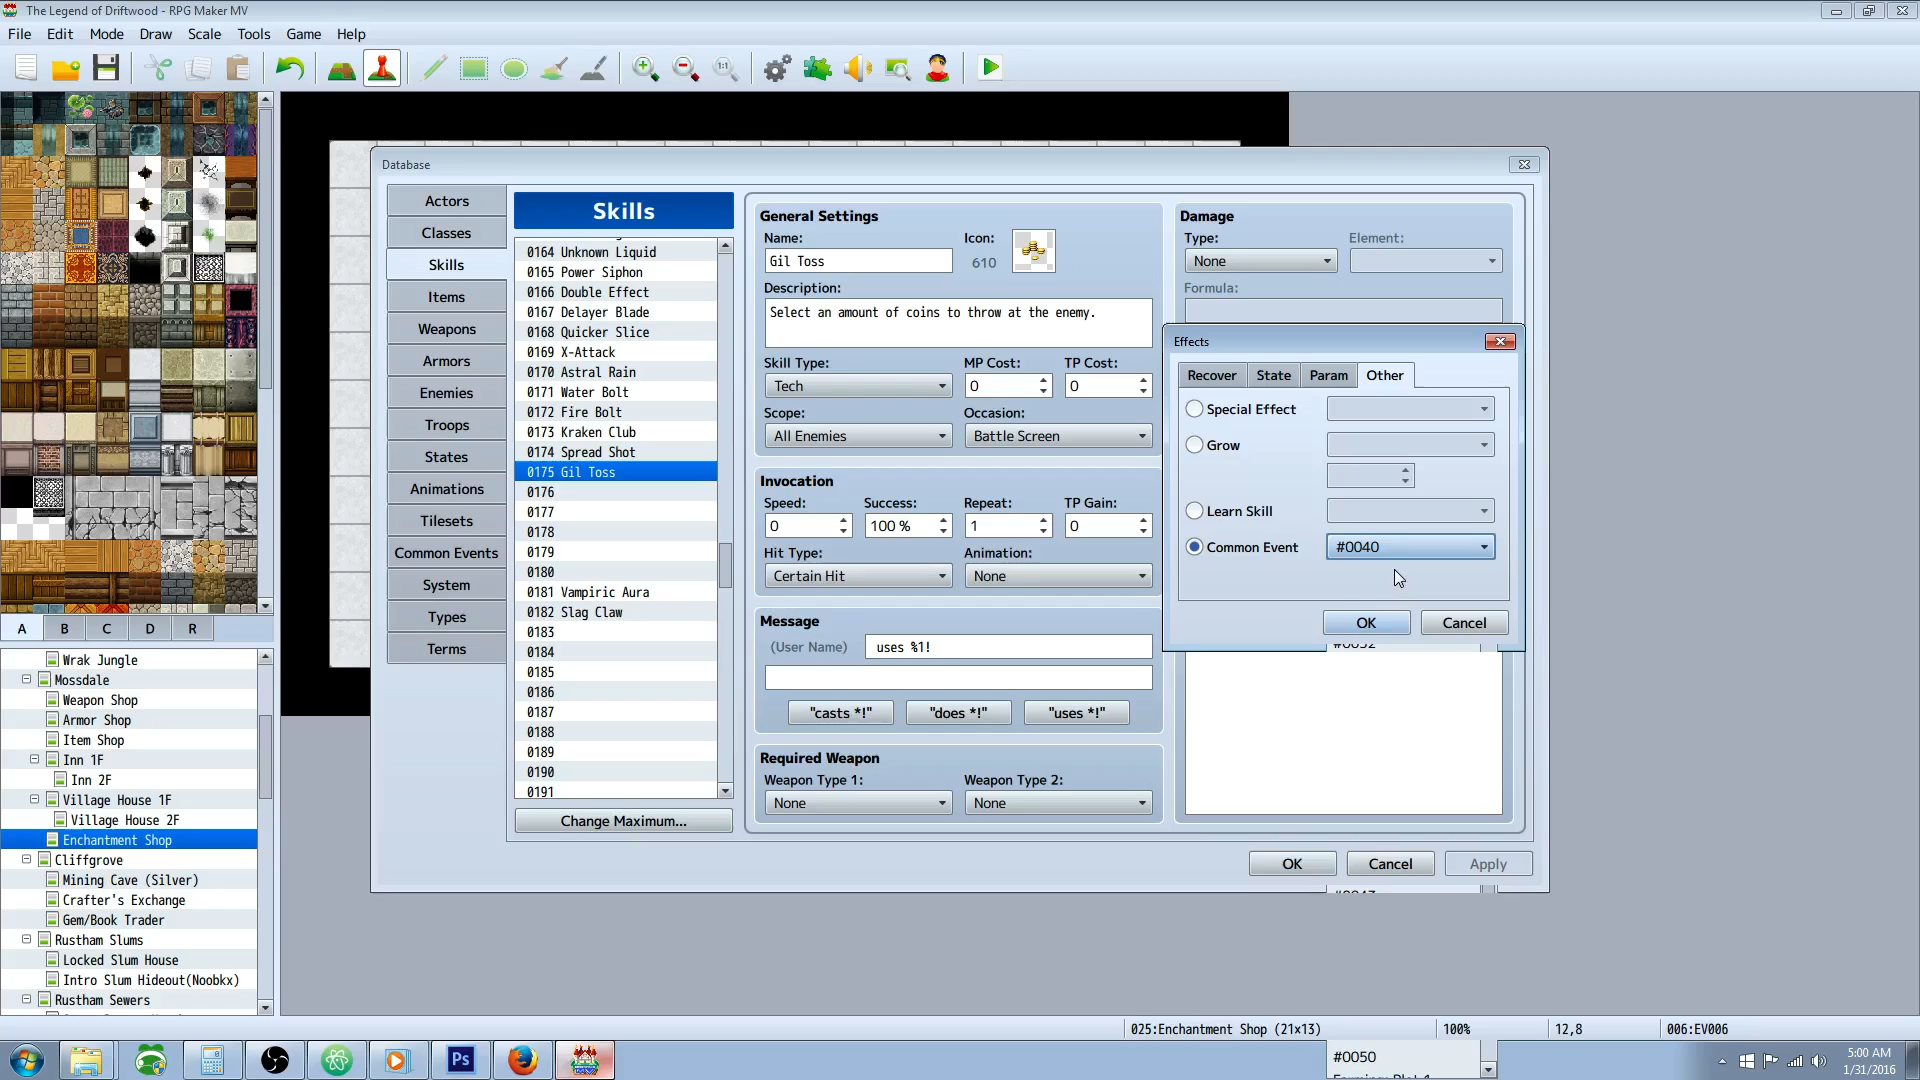 The Legend of Driftwood - RPG Maker MV
File Edit Mode Draw Scale Tools Game Help
1:1
Database
Actors
Classes
Skills
Items
Weapons
Armors
Enemies
Troops
States
Animations
Tilesets
Common Events
System
Types
Terms
Skills
0164 Unknown Liquid
0165 Power Siphon
0166 Double Effect
0167 Delayer Blade
0168 Quicker Slice
0169 X-Attack
0170 Astral Rain
0171 Water Bolt
0172 Fire Bolt
0173 Kraken Club
0174 Spread Shot
0175 Gil Toss
0176
0177
0178
0179
0180
0181 Vampiric Aura
0182 Slag Claw
0183
0184
0185
0186
0187
0188
0189
0190
0191
Change Maximum...
General Settings
Name: Icon:
Gil Toss 610
Description:
Select an amount of coins to throw at the enemy.
Skill Type: MP Cost: TP Cost:
Tech 0 0
Scope: Occasion:
All Enemies Battle Screen
Invocation
Speed: Success: Repeat: TP Gain:
0 100 % 1 0
Hit Type: Animation:
Certain Hit None
Message
(User Name) uses %1!
"casts *!" "does *!" "uses *!"
Required Weapon
Weapon Type 1: Weapon Type 2:
None None
Damage
Type: Element:
None
Formula:
Effects
Recover State Param Other
Special Effect
Grow
Learn Skill
Common Event #0040
OK Cancel
OK Cancel Apply
A B C D R
Wrak Jungle
Mossdale
Weapon Shop
Armor Shop
Item Shop
Inn 1F
Inn 2F
Village House 1F
Village House 2F
Enchantment Shop
Cliffgrove
Mining Cave (Silver)
Crafter's Exchange
Gem/Book Trader
Rustham Slums
Locked Slum House
Intro Slum Hideout(Noobkx)
Rustham Sewers
025:Enchantment Shop (21x13) 100% 12,8 006:EV006
Ps
#0050
5:00 AM
1/31/2016